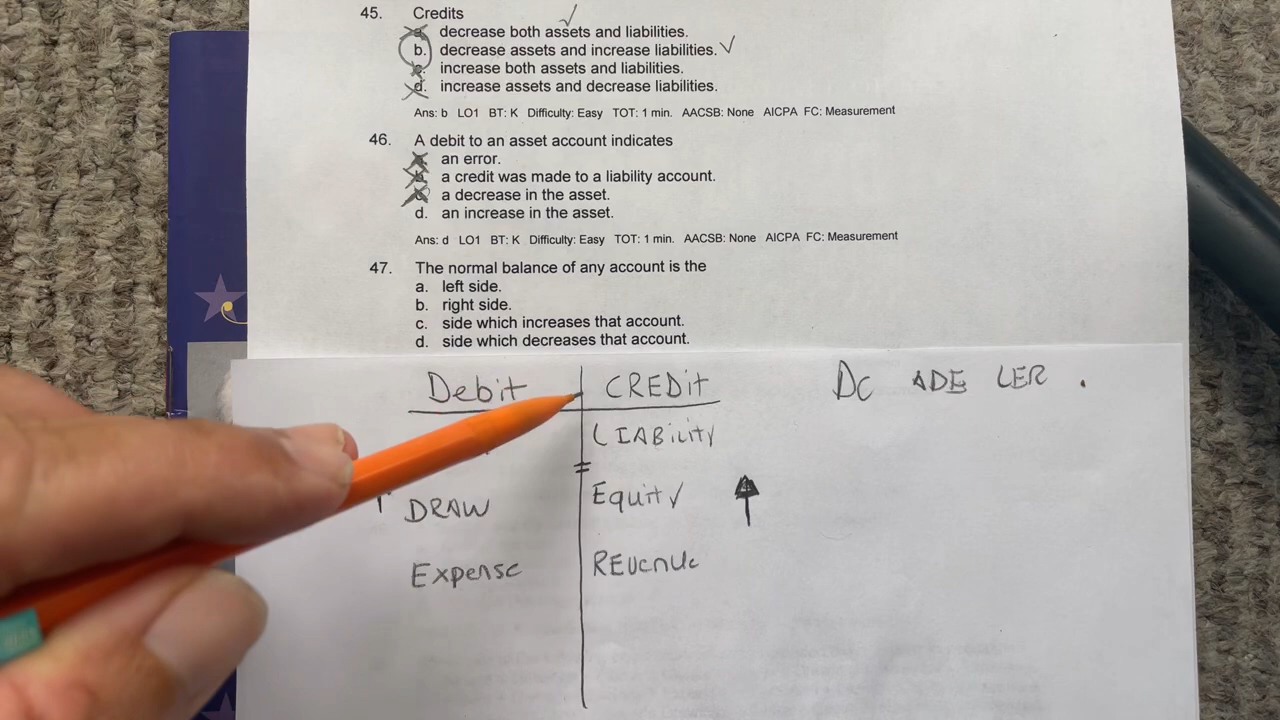 45. Credits
a. decrease both assets and liabilities.
b. decrease assets and increase liabilities.
c. increase both assets and liabilities.
d. increase assets and decrease liabilities.
Ans: b LO1 BT: K Difficulty: Easy TOT: 1 min. AACSB: None AICPA FC: Measurement
46. A debit to an asset account indicates
a. an error.
b. a credit was made to a liability account.
c. a decrease in the asset.
d. an increase in the asset.
Ans: d LO1 BT: K Difficulty: Easy TOT: 1 min. AACSB: None AICPA FC: Measurement
47. The normal balance of any account is the
a. left side.
b. right side.
c. side which increases that account.
d. side which decreases that account.
Debit CREDiT DC ADE LER .
LIABiLiTY
DRAW EquiTY
Expense REVenue